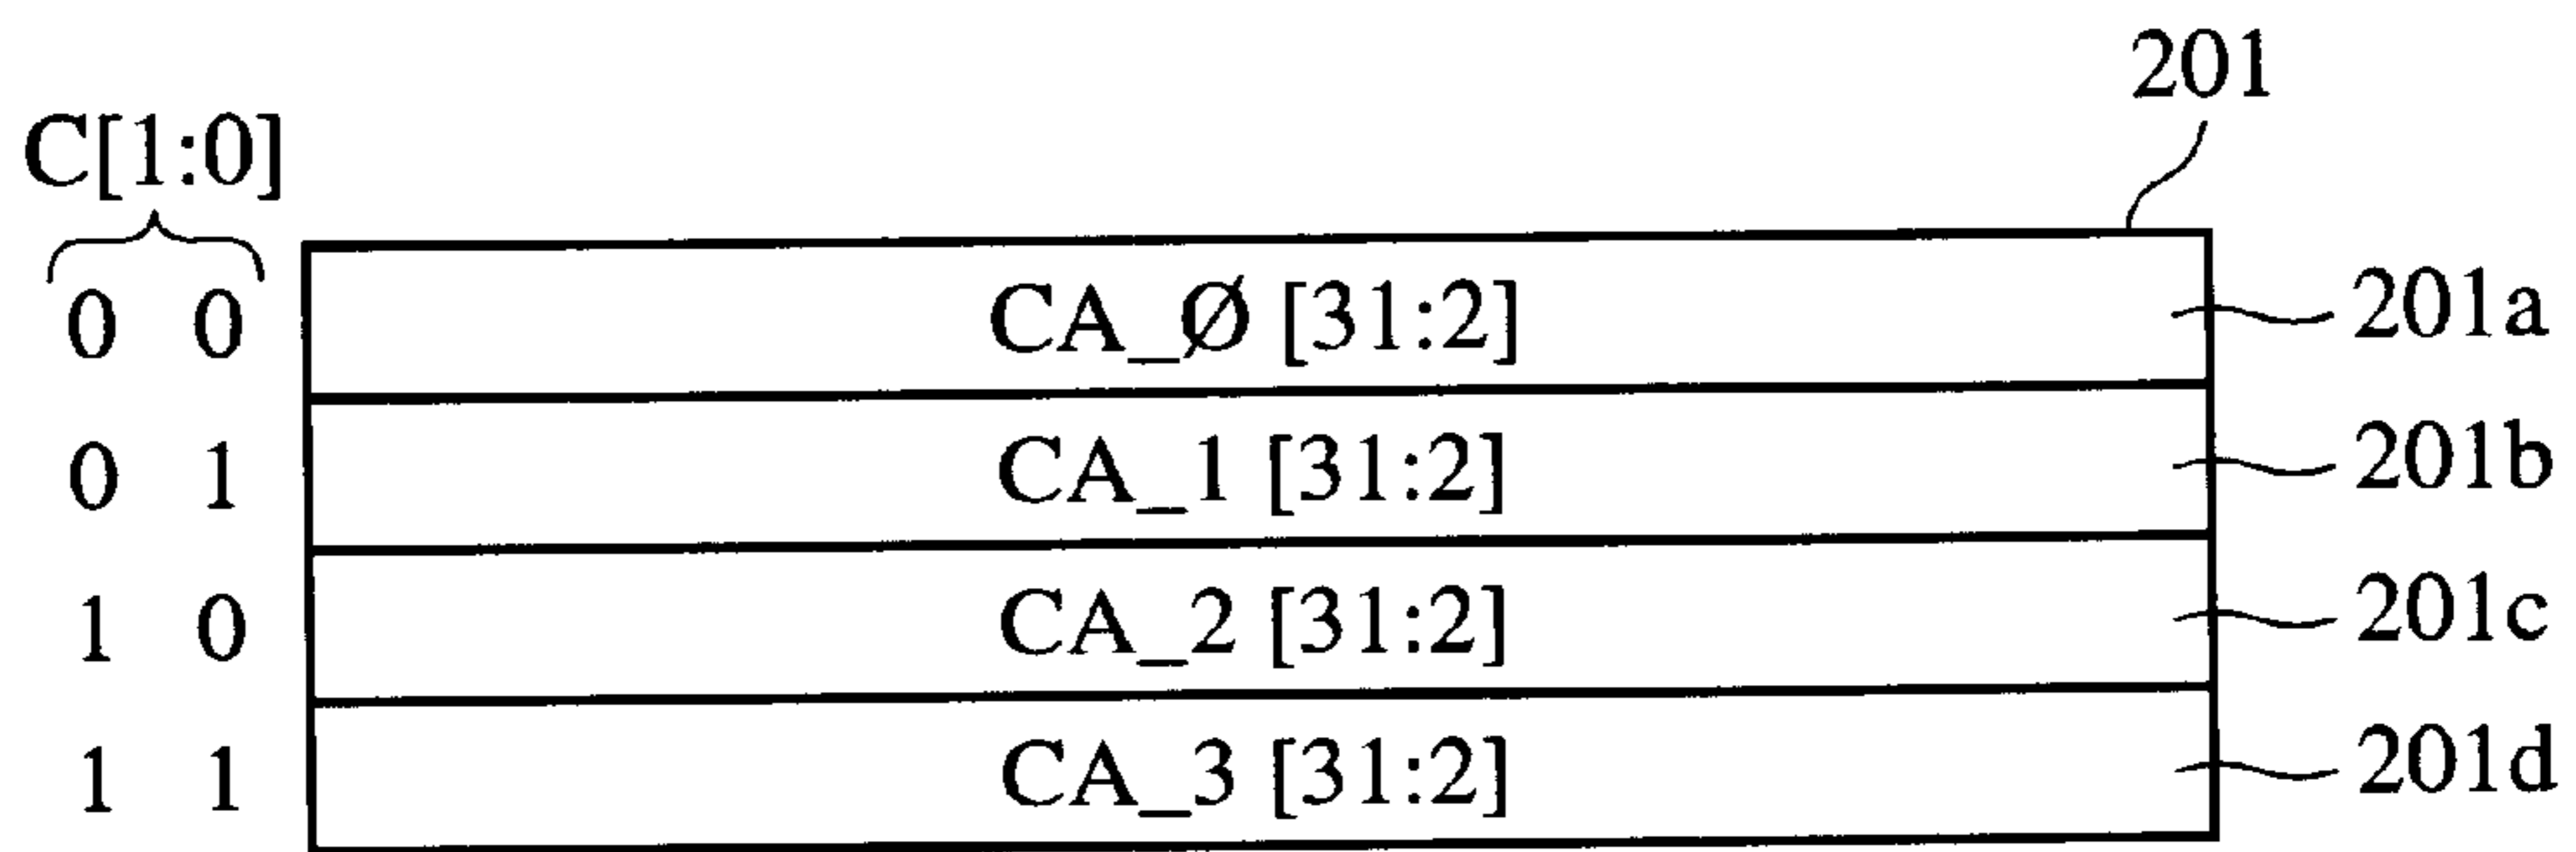 201
C[1:0]
0 0 CA_Ø [31:2] 201a
0 1 CA_1 [31:2] 201b
1 0 CA_2 [31:2] 201c
1 1 CA_3 [31:2] 201d